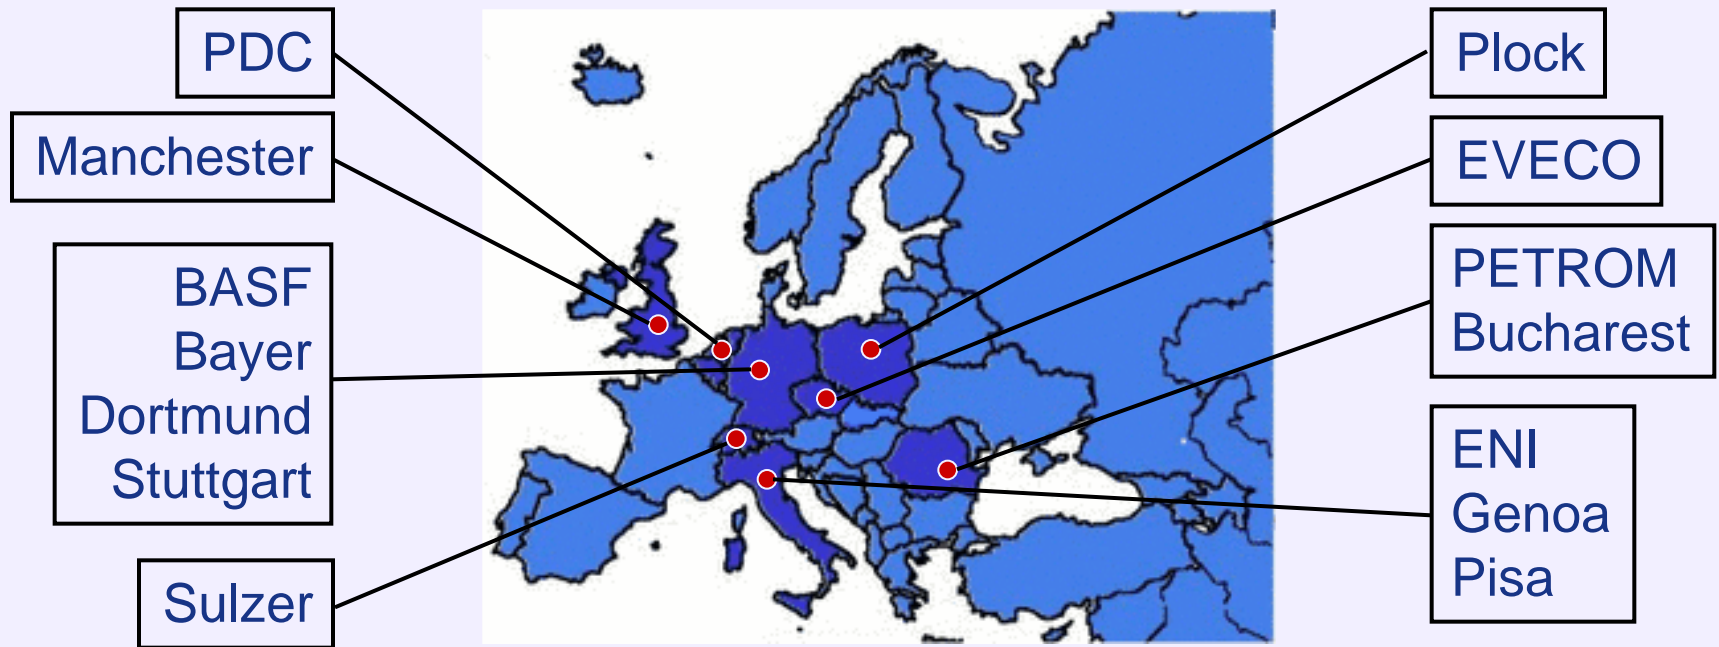 PDC
Manchester
BASF
Bayer
Dortmund
Stuttgart
Sulzer
Plock
EVECO
PETROM
Bucharest
ENI
Genoa
Pisa